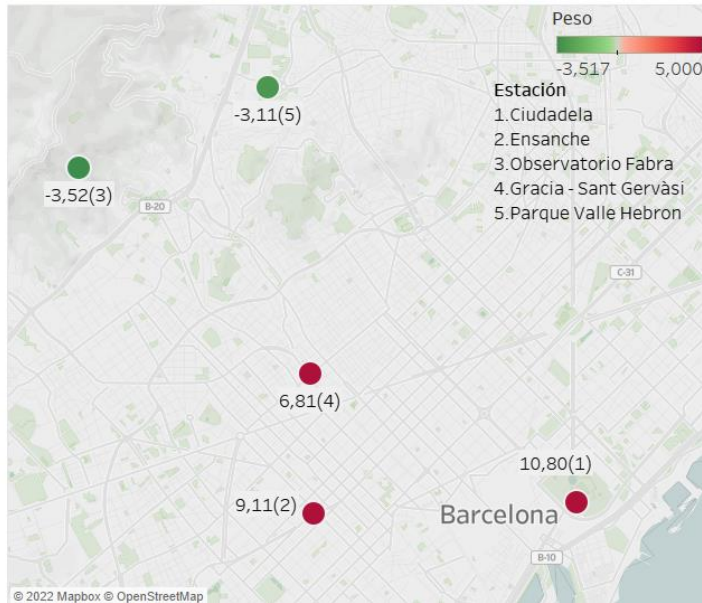 Peso
-3,517 5,000
Estación
1.Ciudadela
2.Ensanche
3.Observatorio Fabra
4.Gracia - Sant Gervàsi
5.Parque Valle Hebron
-3,11(5)
-3,52(3)
B-20
C-31
6,81(4)
10,80(1)
9,11(2)
Barcelona
B-10
© 2022 Mapbox © OpenStreetMap